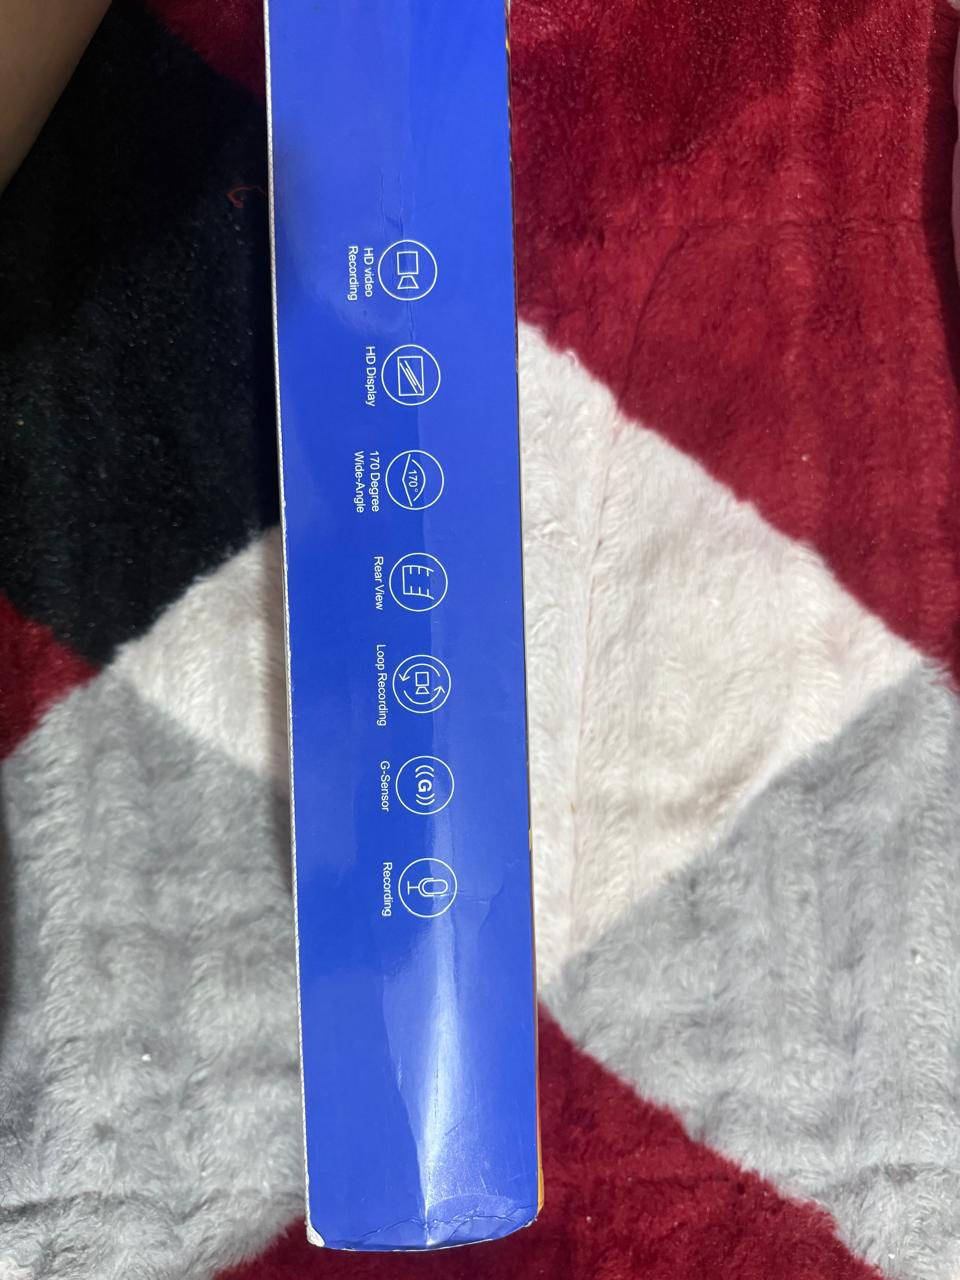 HD video
Recording
HD Display
170°
170 Degree
Wide-Angle
Rear View
Loop Recording
G
G-Sensor
Recording